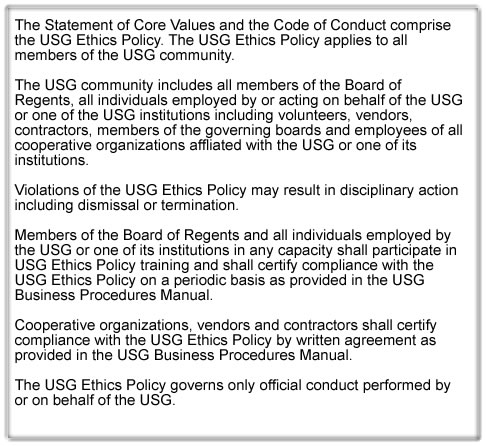 The Statement of Core Values and the Code of Conduct comprise
the USG Ethics Policy. The USG Ethics Policy applies to all
members of the USG community.
The USG community includes all members of the Board of
Regents, all individuals employed by or acting on behalf of the USG
or one of the USG institutions including volunteers, vendors,
contractors, members of the governing boards and employees of all
cooperative organizations affliated with the USG or one of its
institutions.
Violations of the USG Ethics Policy may result in disciplinary action
including dismissal or termination.
Members of the Board of Regents and all individuals employed by
the USG or one of its institutions in any capacity shall participate in
USG Ethics Policy training and shall certify compliance with the
USG Ethics Policy on a periodic basis as provided in the USG
Business Procedures Manual.
Cooperative organizations, vendors and contractors shall certify
compliance with the USG Ethics Policy by written agreement as
provided in the USG Business Procedures Manual.
The USG Ethics Policy governs only official conduct performed by
or on behalf of the USG.